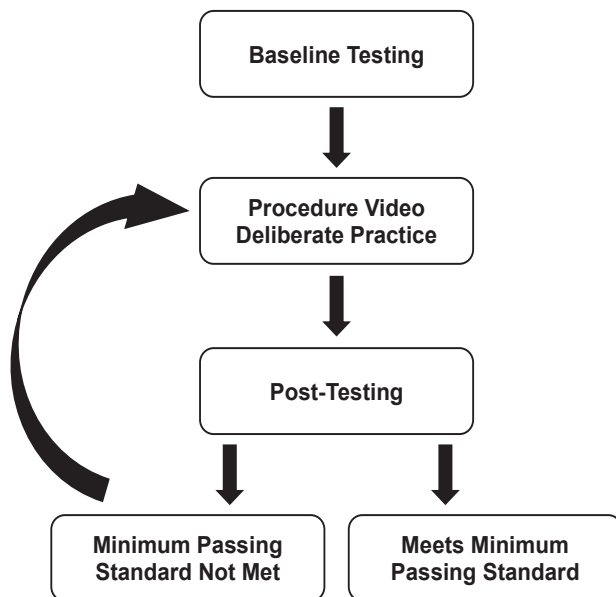 Baseline Testing
Procedure Video
Deliberate Practice
Post-Testing
Minimum Passing
Standard Not Met
Meets Minimum
Passing Standard